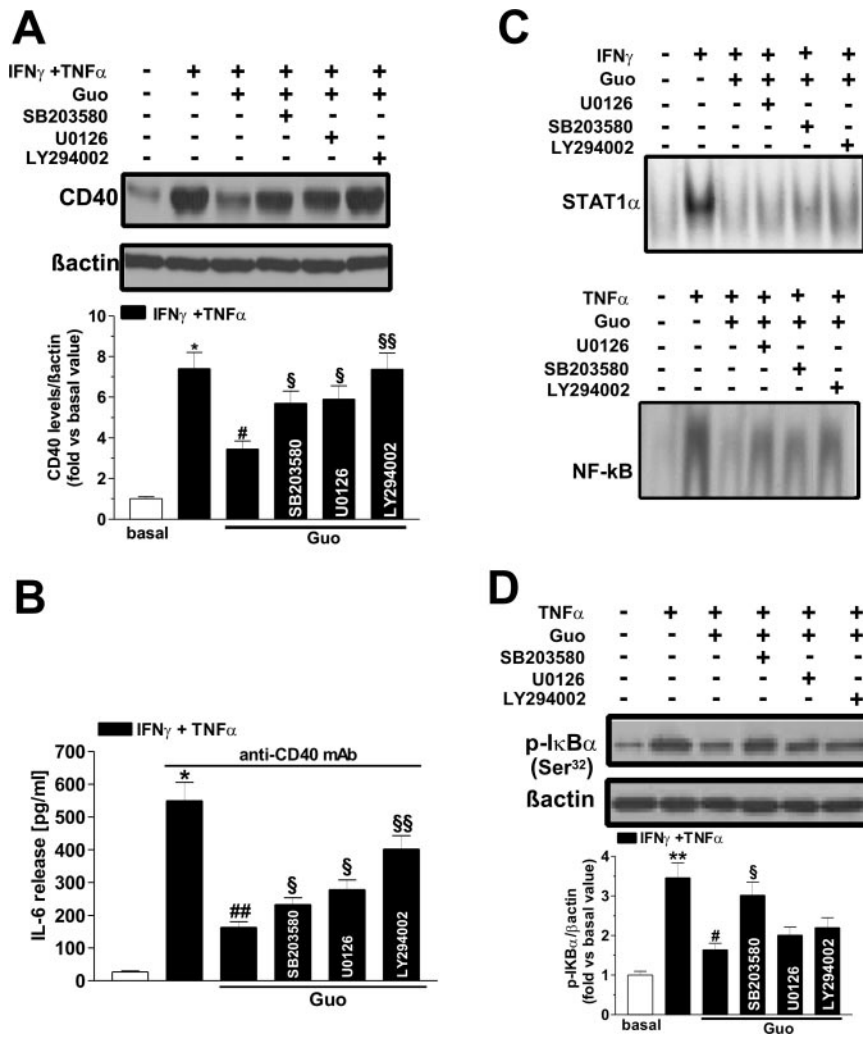 A
IFNγ +TNFα - + + + + +
Guo - - + + + +
SB203580 - - - + - -
U0126 - - - - + -
LY294002 - - - - - +
CD40
ßactin
IFNγ +TNFα
CD40 levels/ßactin
(fold vs basal value)
10
8
6
4
2
0
*
#
§
§
§§
SB203580
U0126
LY294002
basal
Guo
B
IFNγ + TNFα
anti-CD40 mAb
IL-6 release [pg/ml]
700
600
500
400
300
200
100
0
*
##
§
§
§§
SB203580
U0126
LY294002
Guo
C
IFNγ - + + + + +
Guo - - + + + +
U0126 - - - + - -
SB203580 - - - - + -
LY294002 - - - - - +
STAT1α
TNFα - + + + + +
Guo - - + + + +
U0126 - - - + - -
SB203580 - - - - + -
LY294002 - - - - - +
NF-kB
D
TNFα - + + + + +
Guo - - + + + +
SB203580 - - - + - -
U0126 - - - - + -
LY294002 - - - - - +
p-IκBα
(Ser³²)
ßactin
IFNγ +TNFα
p-IKBα/βactin
(fold vs basal value)
4
3
2
1
0
**
#
§
SB203580
U0126
LY294002
basal
Guo